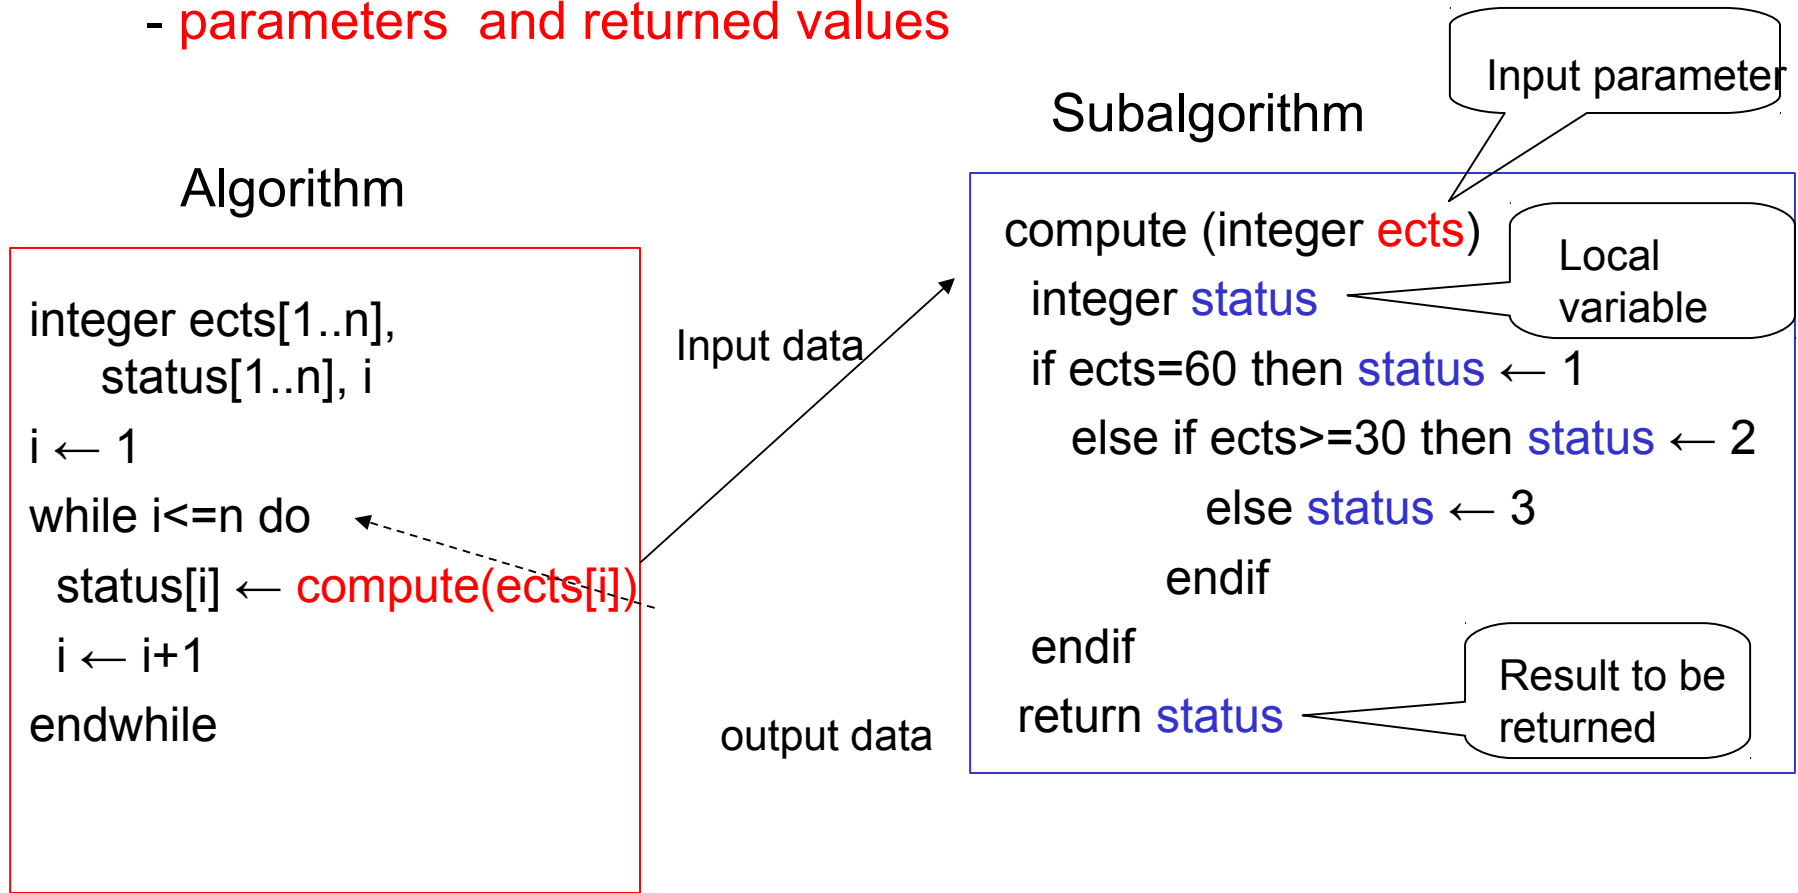 - parameters and returned values
Algorithm
integer ects[1..n],
status[1..n], i
i ← 1
while i<=n do
status[i] ← compute(ects[i])
i ← i+1
endwhile
Input data
output data
Subalgorithm
Input parameter
compute (integer ects)
integer status
Local
variable
if ects=60 then status ← 1
else if ects>=30 then status ← 2
else status ← 3
endif
endif
return status
Result to be
returned